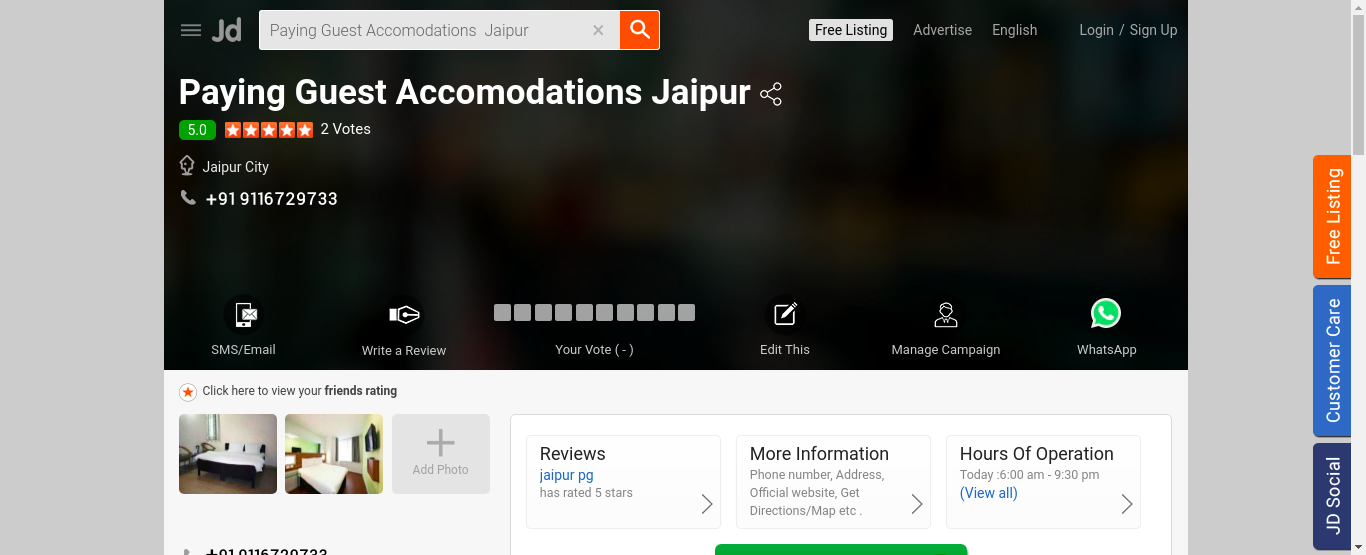 Jd
Paying Guest Accomodations Jaipur
Free Listing
Advertise
English
Login / Sign Up
Paying Guest Accomodations Jaipur
5.0
2 Votes
Jaipur City
+91 9116729733
SMS/Email
Write a Review
Your Vote ( - )
Edit This
Manage Campaign
WhatsApp
Click here to view your friends rating
Add Photo
Reviews
jaipur pg
has rated 5 stars
More Information
Phone number, Address,
Official website, Get
Directions/Map etc .
Hours Of Operation
Today :6:00 am - 9:30 pm
(View all)
+91 9116729733
Free Listing
Customer Care
JD Social